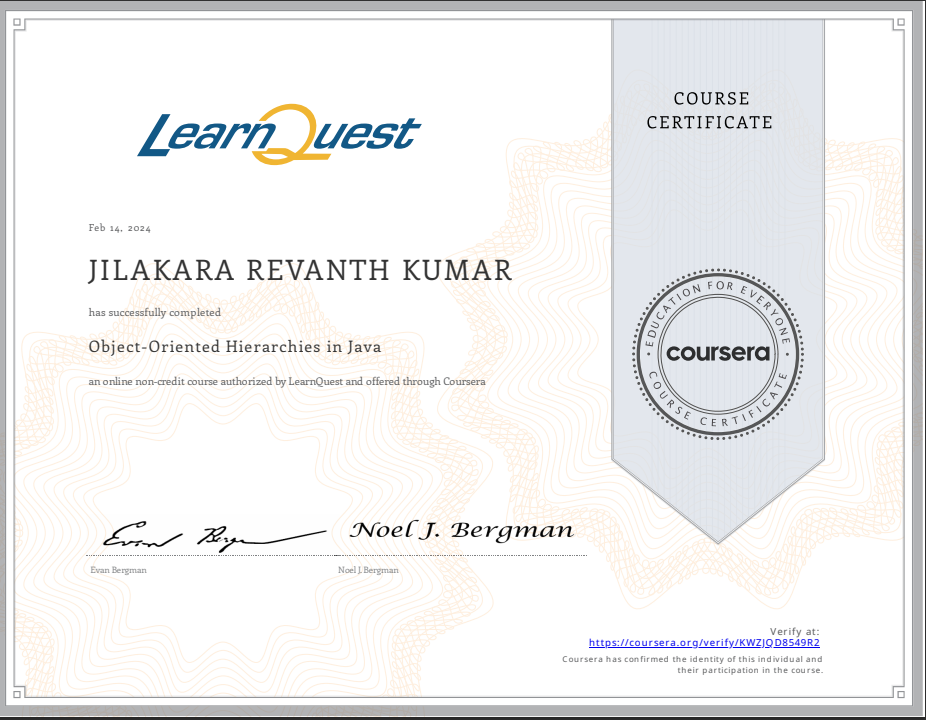 LearnQuest
COURSE
CERTIFICATE
Feb 14, 2024
JILAKARA REVANTH KUMAR
has successfully completed
Object-Oriented Hierarchies in Java
an online non-credit course authorized by LearnQuest and offered through Coursera
EDUCATION FOR EVERYONE
coursera
COURSE CERTIFICATE
Evan Bergman
Noel J. Bergman
Evan Bergman
Noel J. Bergman
Verify at:
https://coursera.org/verify/KWZJQD8549R2
Coursera has confirmed the identity of this individual and
their participation in the course.